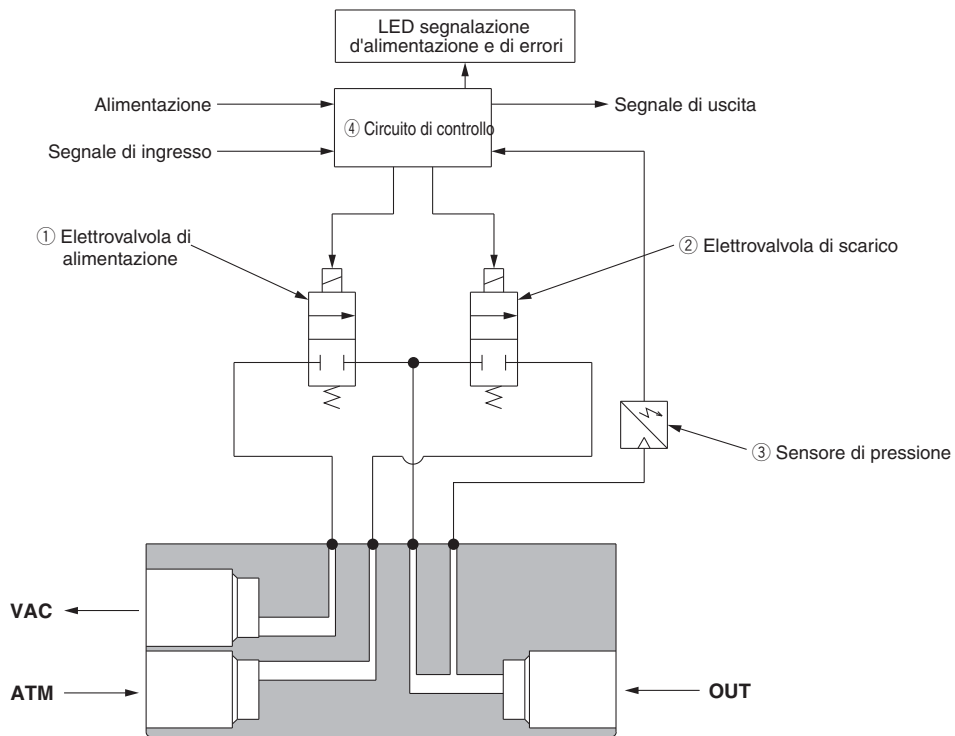 LED segnalazione
d'alimentazione e di errori
Alimentazione
Segnale di uscita
④ Circuito di controllo
Segnale di ingresso
① Elettrovalvola di
alimentazione
② Elettrovalvola di scarico
③ Sensore di pressione
VAC
ATM
OUT